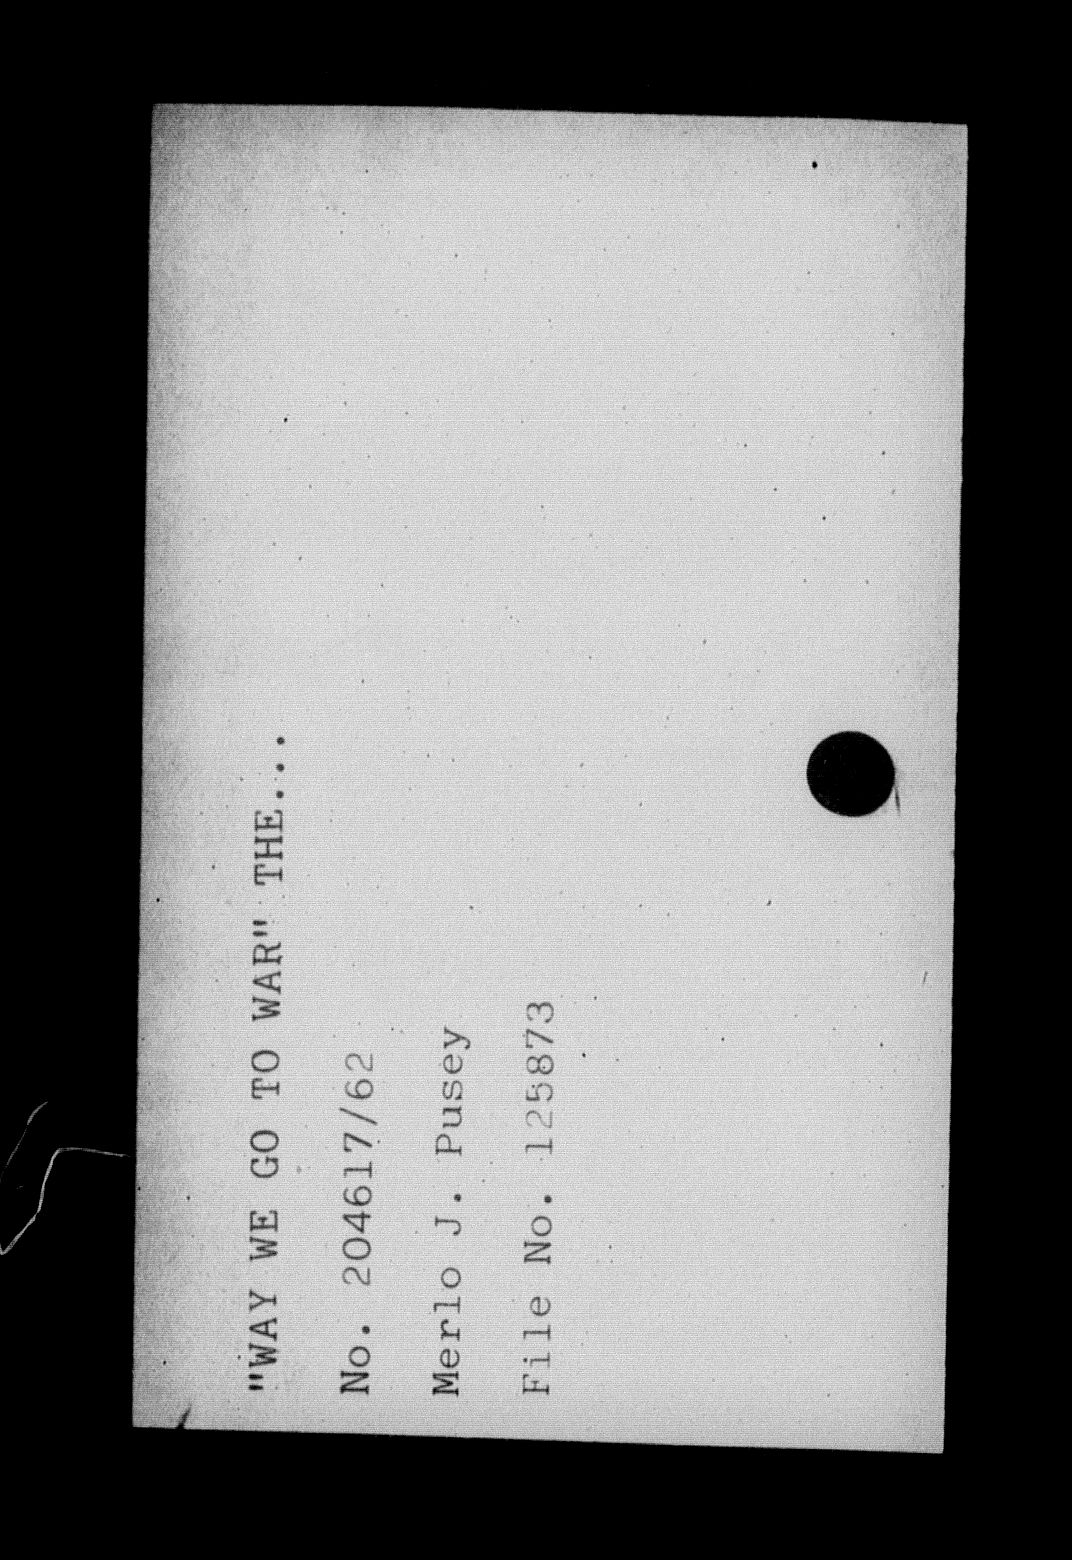 "WAY WE GO TO WAR" THE...
No. 204617/62
Merlo J. Pusey
File No. 125873